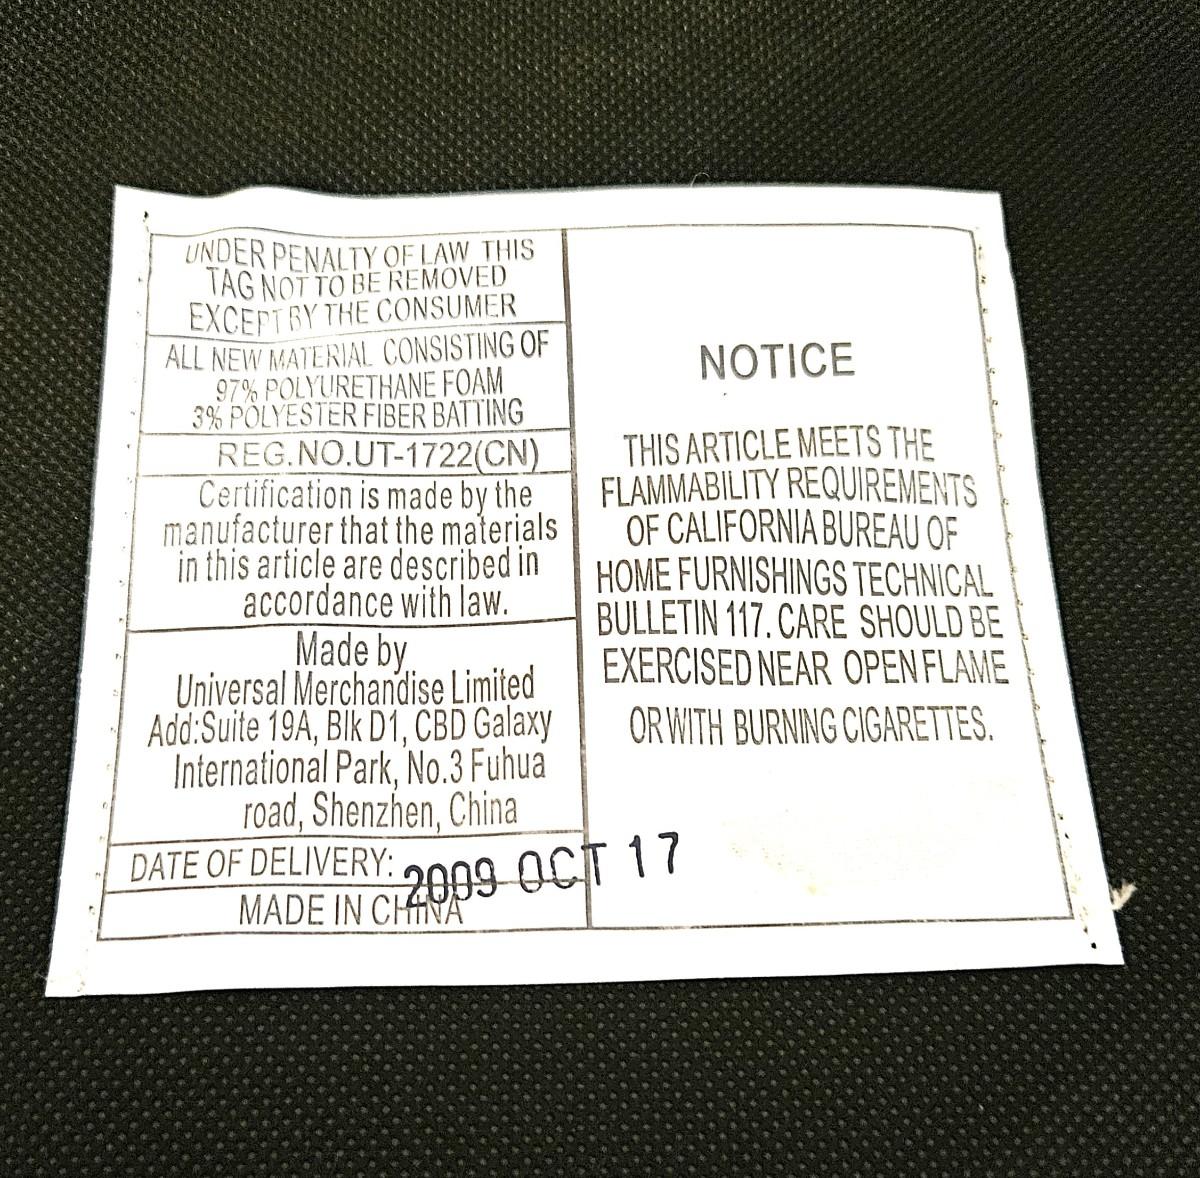 UNDER PENALTY OF LAW THIS
TAG NOT TO BE REMOVED
EXCEPT BY THE CONSUMER
ALL NEW MATERIAL CONSISTING OF
97% POLYURETHANE FOAM
3% POLYESTER FIBER BATTING
REG.NO.UT-1722(CN)
Certification is made by the
manufacturer that the materials
in this article are described in
accordance with law.
Made by
Universal Merchandise Limited
Add:Suite 19A, Blk D1, CBD Galaxy
International Park, No.3 Fuhua
road, Shenzhen, China
DATE OF DELIVERY: 2009 OCT 17
MADE IN CHINA
NOTICE
THIS ARTICLE MEETS THE
FLAMMABILITY REQUIREMENTS
OF CALIFORNIA BUREAU OF
HOME FURNISHINGS TECHNICAL
BULLETIN 117. CARE SHOULD BE
EXERCISED NEAR OPEN FLAME
OR WITH BURNING CIGARETTES.